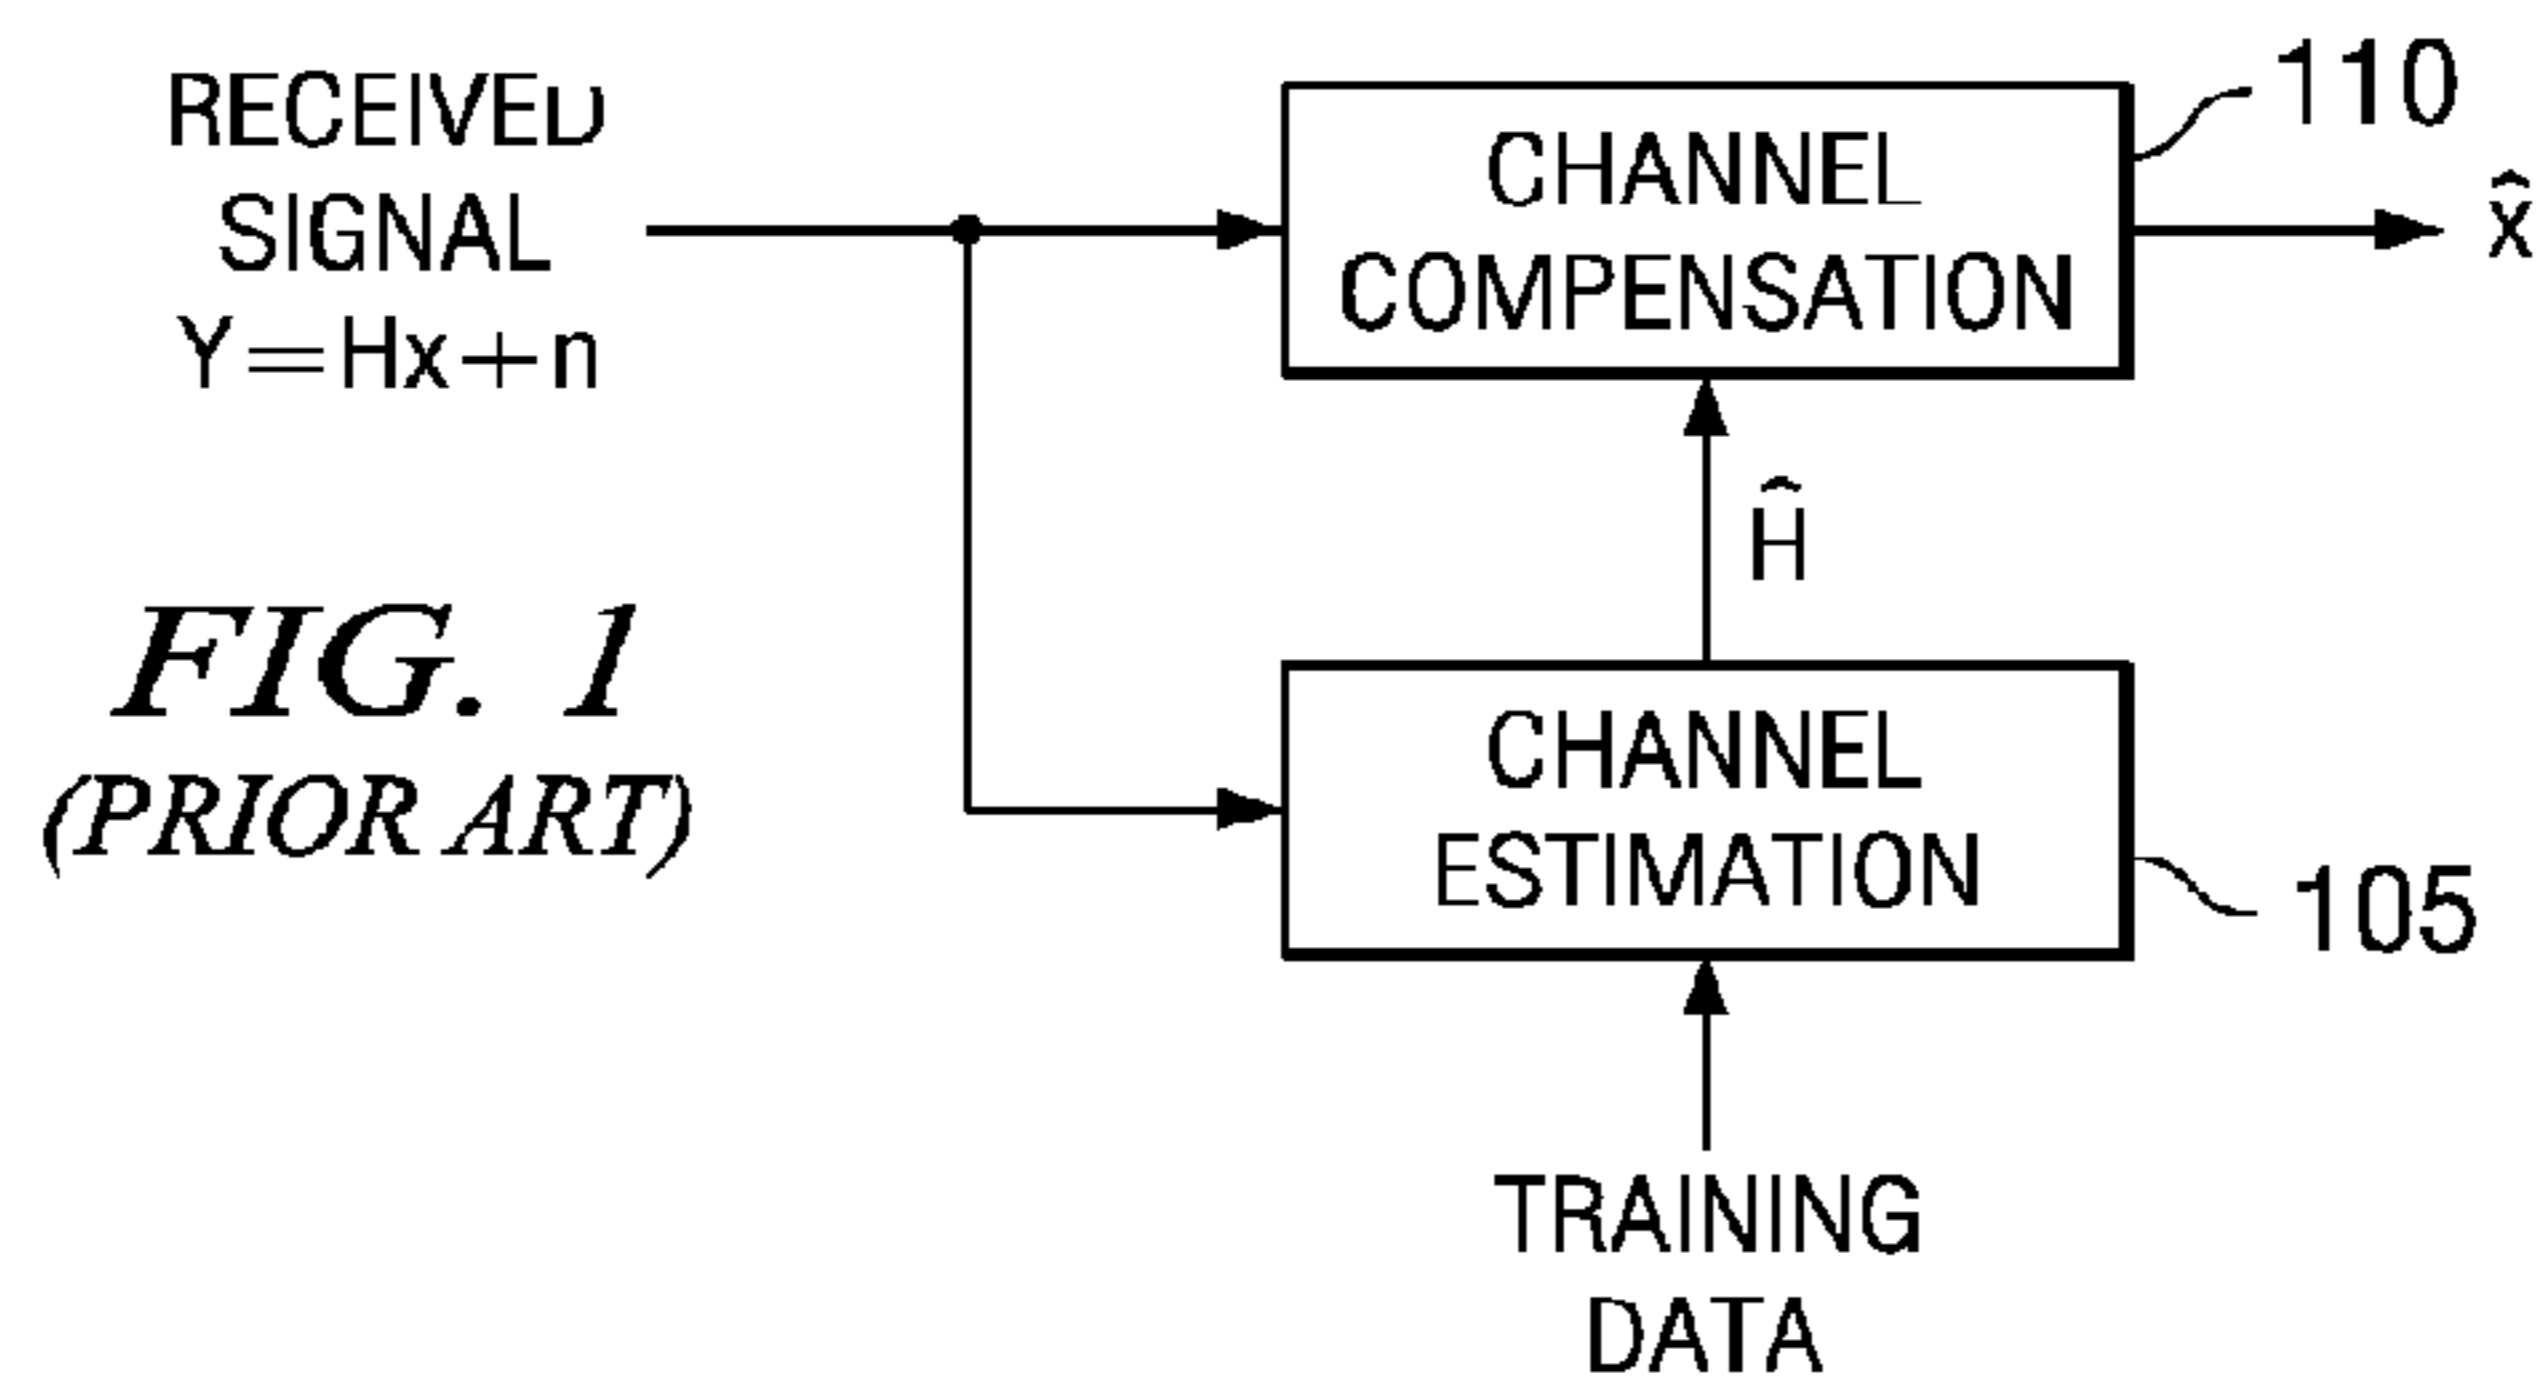 RECEIVED
SIGNAL
Y=Hx+n
CHANNEL
COMPENSATION
110
x̂
Ĥ
FIG. 1
(PRIOR ART)
CHANNEL
ESTIMATION
105
TRAINING
DATA